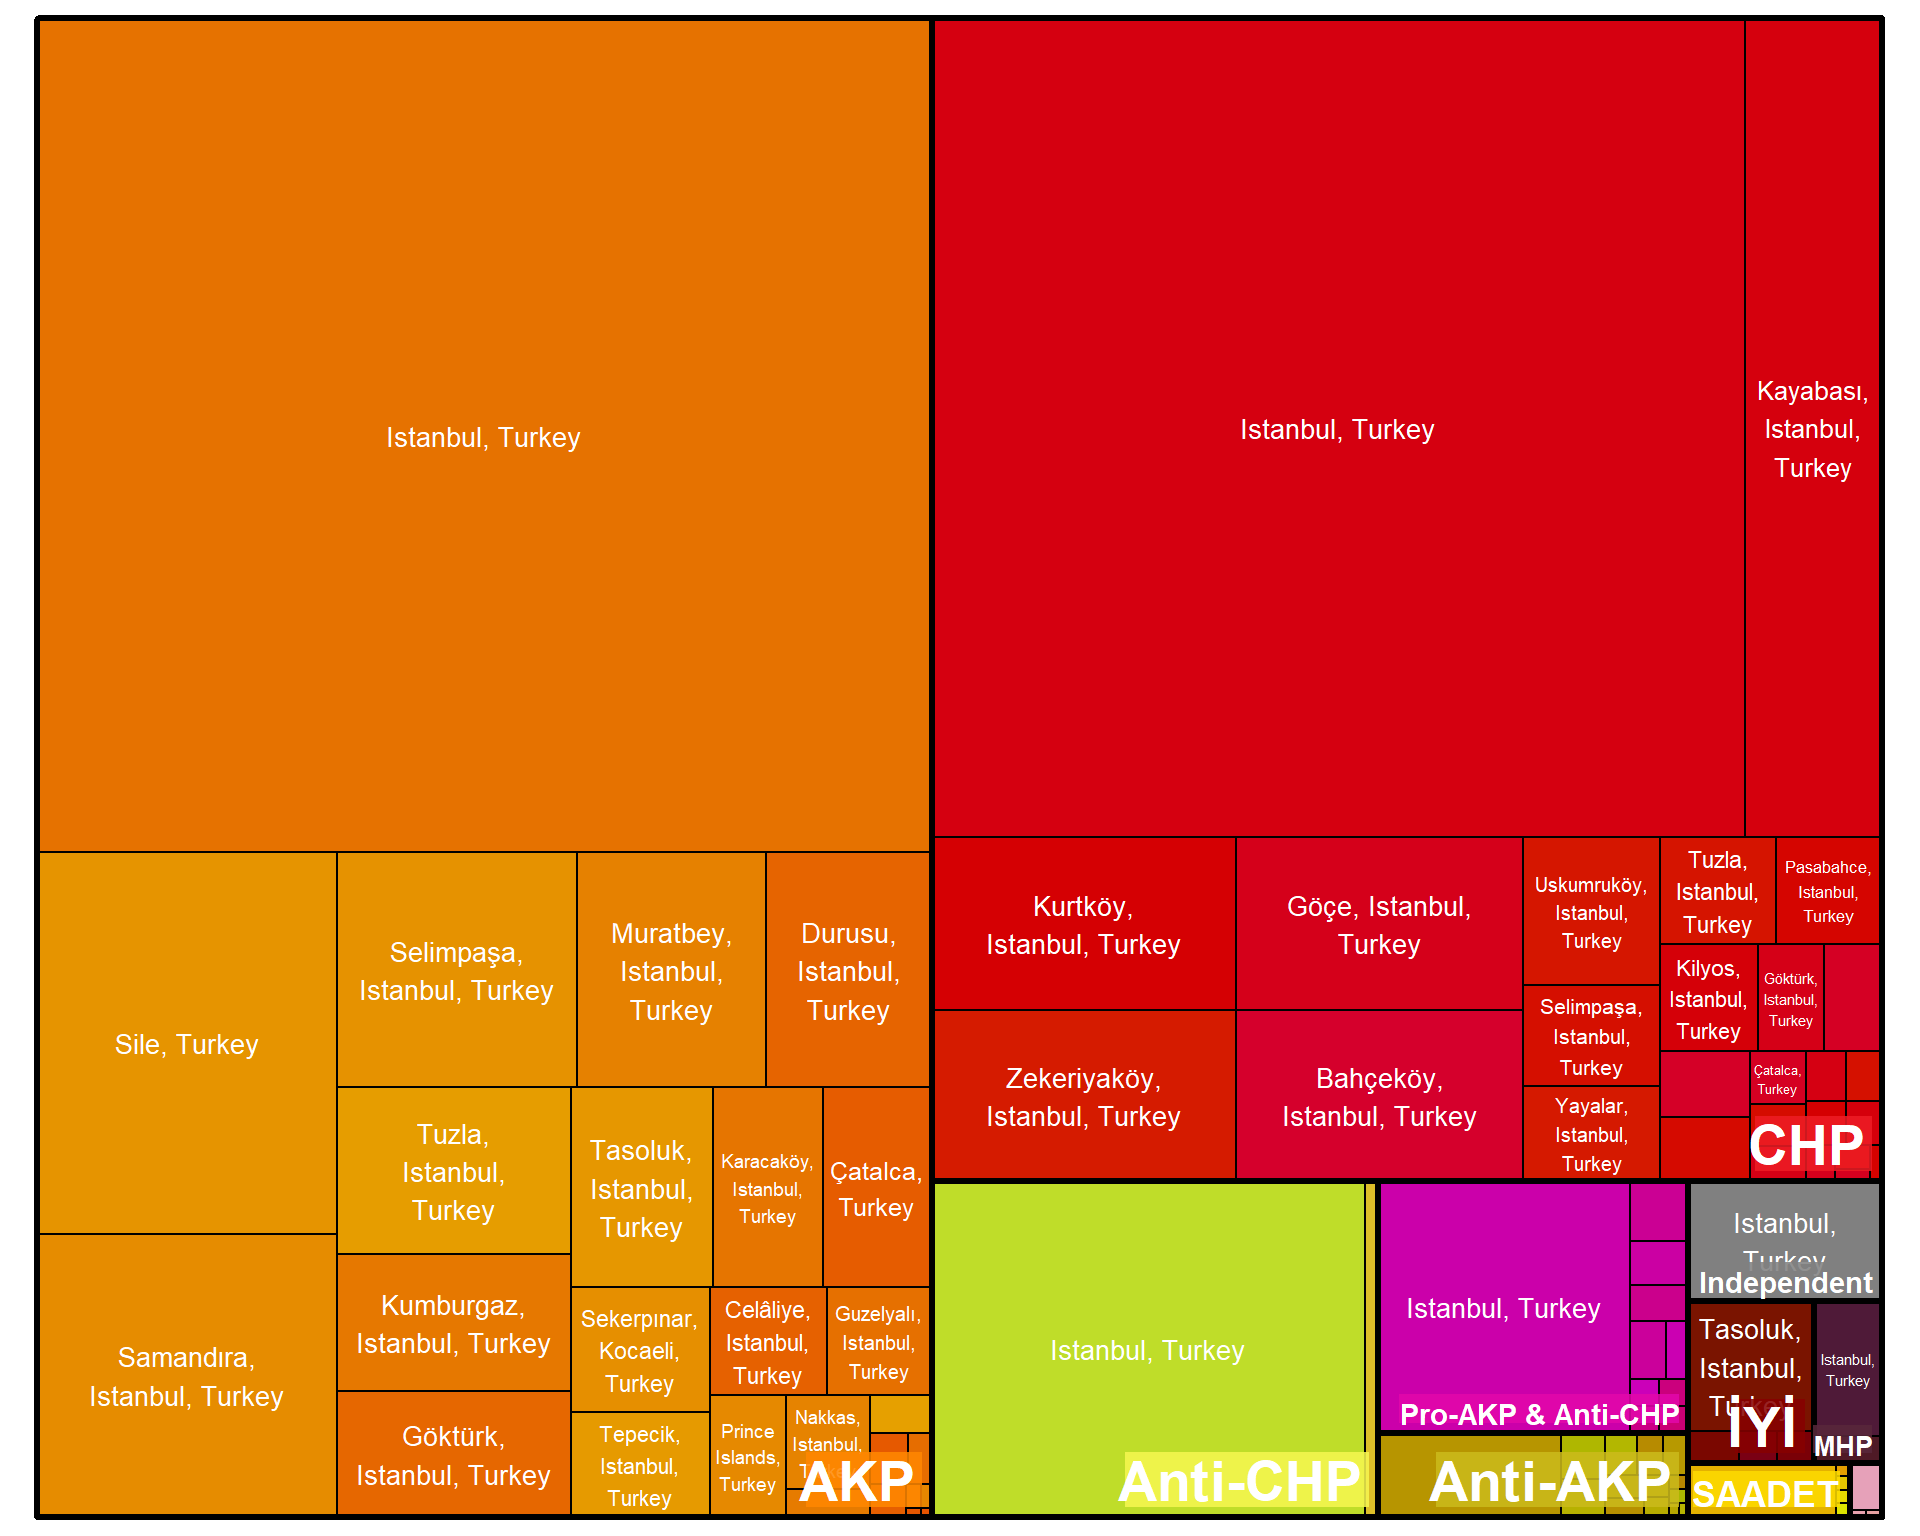 Istanbul, Turkey
Sile, Turkey
Samandıra,
Istanbul, Turkey
Selimpaşa,
Istanbul, Turkey
Muratbey,
Istanbul,
Turkey
Durusu,
Istanbul,
Turkey
Tuzla,
Istanbul,
Turkey
Kumburgaz,
Istanbul, Turkey
Göktürk,
Istanbul, Turkey
Tasoluk,
Istanbul,
Turkey
Karacaköy,
Istanbul,
Turkey
Çatalca,
Turkey
Sekerpınar,
Kocaeli,
Turkey
Tepecik,
Istanbul,
Turkey
Celâliye,
Istanbul,
Turkey
Guzelyalı,
Istanbul,
Turkey
Prince
Islands,
Turkey
Nakkas,
Istanbul,
AKP
Istanbul, Turkey
Kayabası,
Istanbul,
Turkey
Kurtköy,
Istanbul, Turkey
Göçe, Istanbul,
Turkey
Zekeriyaköy,
Istanbul, Turkey
Bahçeköy,
Istanbul, Turkey
Uskumruköy,
Istanbul,
Turkey
Selimpaşa,
Istanbul,
Turkey
Yayalar,
Istanbul,
Turkey
Tuzla,
Istanbul,
Turkey
Pasabahce,
Istanbul,
Turkey
Kilyos,
Istanbul,
Turkey
Göktürk,
Istanbul,
Turkey
Çatalca,
Turkey
CHP
Istanbul, Turkey
Anti-CHP
Istanbul, Turkey
Pro-AKP & Anti-CHP
Anti-AKP
Istanbul,
Turkey
Independent
Tasoluk,
Istanbul,
Turkey
İYİ
Istanbul,
Turkey
MHP
SAADET